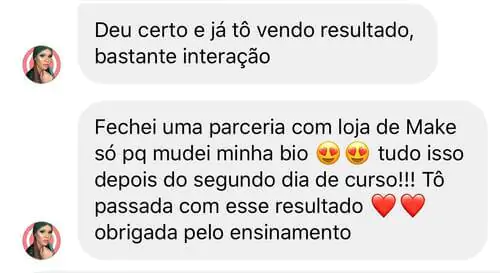 Deu certo e já tô vendo resultado,
bastante interação
Fechei uma parceria com loja de Make
só pq mudei minha bio 😍 😍 tudo isso
depois do segundo dia de curso!!! Tô
passada com esse resultado ❤️❤️
obrigada pelo ensinamento